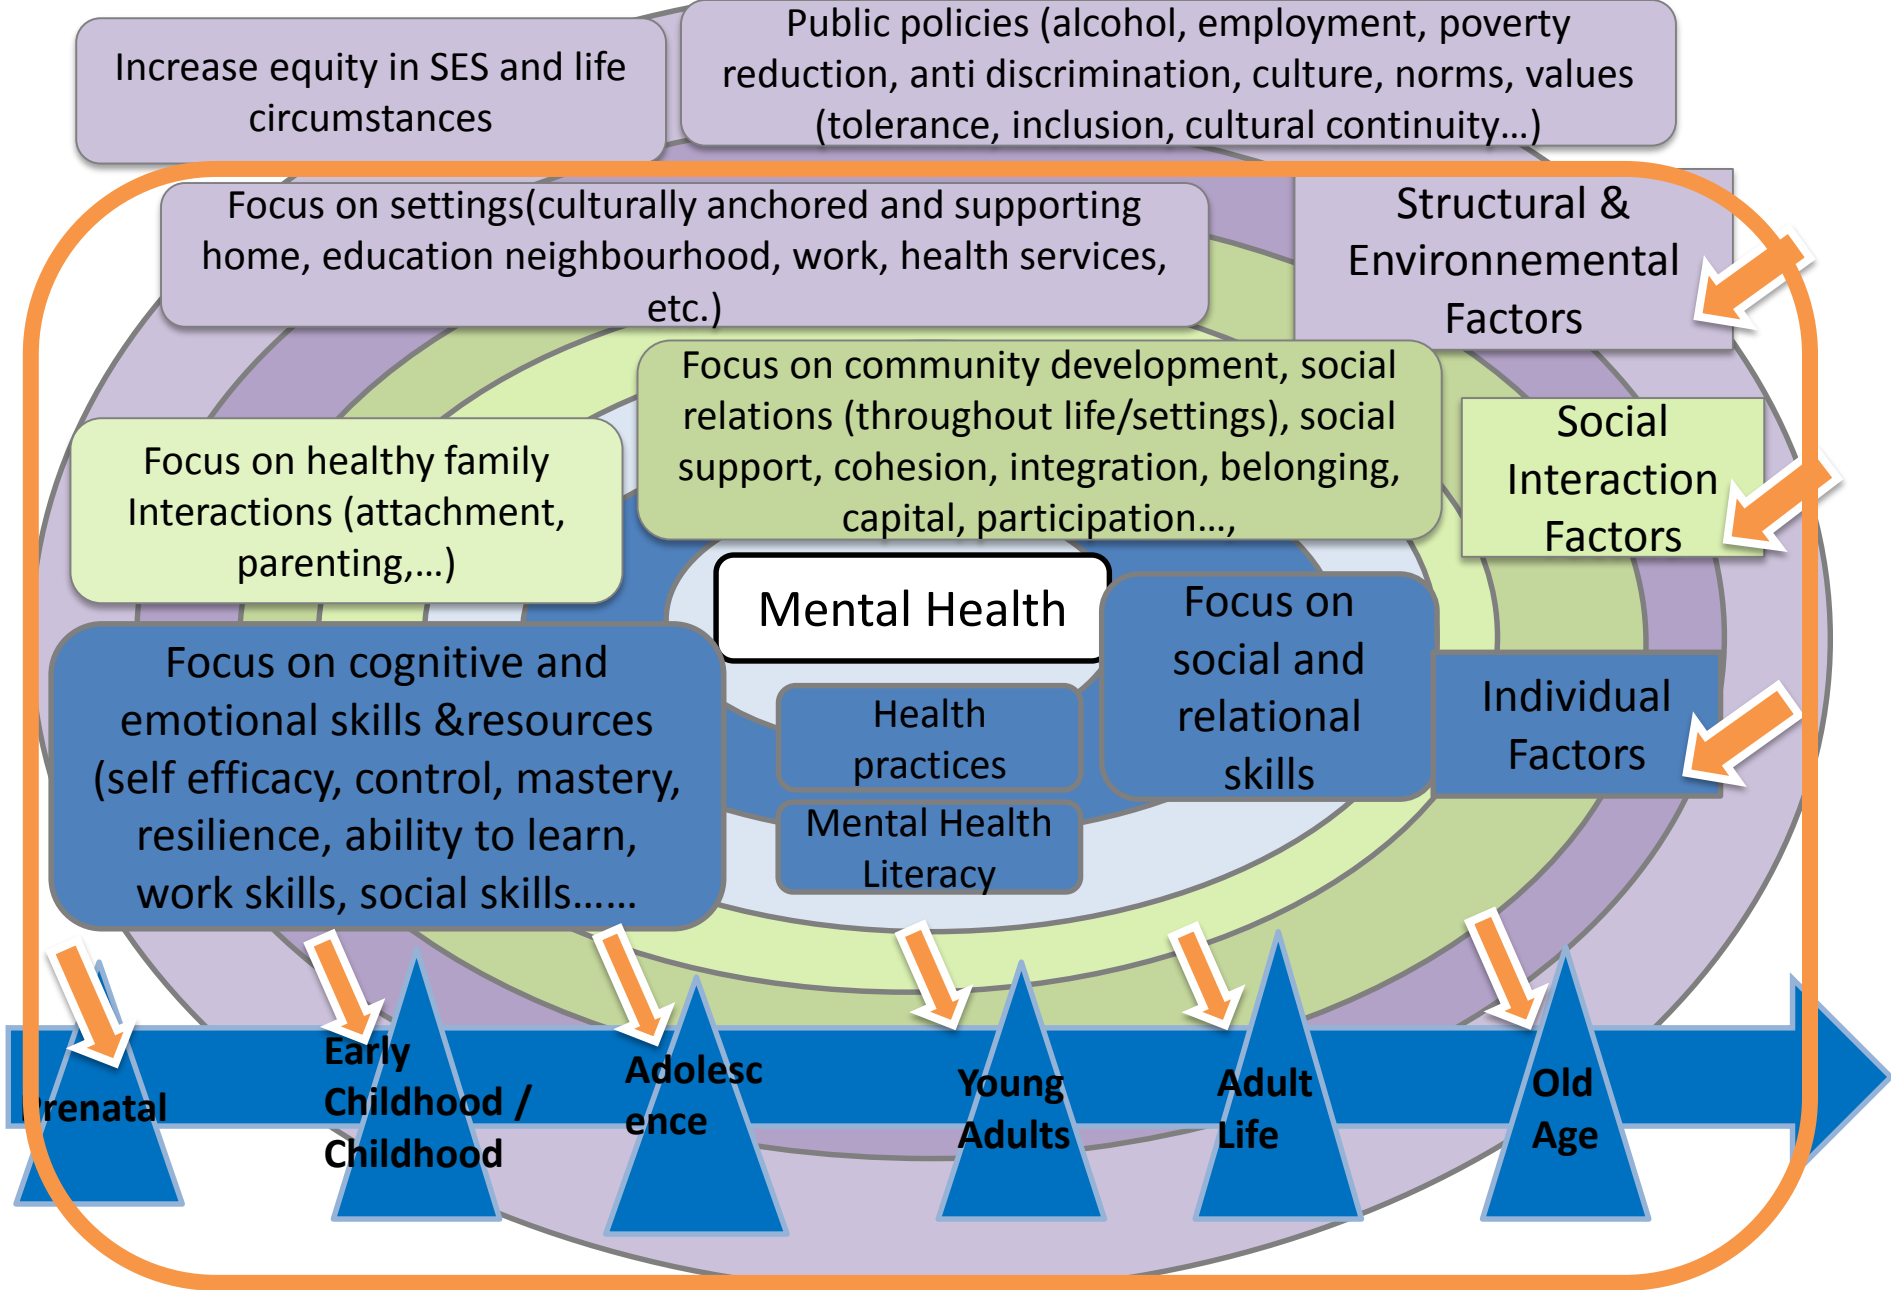 Increase equity in SES and life
circumstances
Public policies (alcohol, employment, poverty
reduction, anti discrimination, culture, norms, values
(tolerance, inclusion, cultural continuity…)
Focus on settings(culturally anchored and supporting
home, education neighbourhood, work, health services,
etc.)
Structural &
Environnemental
Factors
Focus on community development, social
relations (throughout life/settings), social
support, cohesion, integration, belonging,
capital, participation…,
Social
Interaction
Factors
Focus on healthy family
Interactions (attachment,
parenting,…)
Mental Health
Focus on
social and
relational
skills
Focus on cognitive and
emotional skills &resources
(self efficacy, control, mastery,
resilience, ability to learn,
work skills, social skills……
Health
practices
Mental Health
Literacy
Individual
Factors
Prenatal
Early
Childhood /
Childhood
Adolesc
ence
Young
Adults
Adult
Life
Old
Age